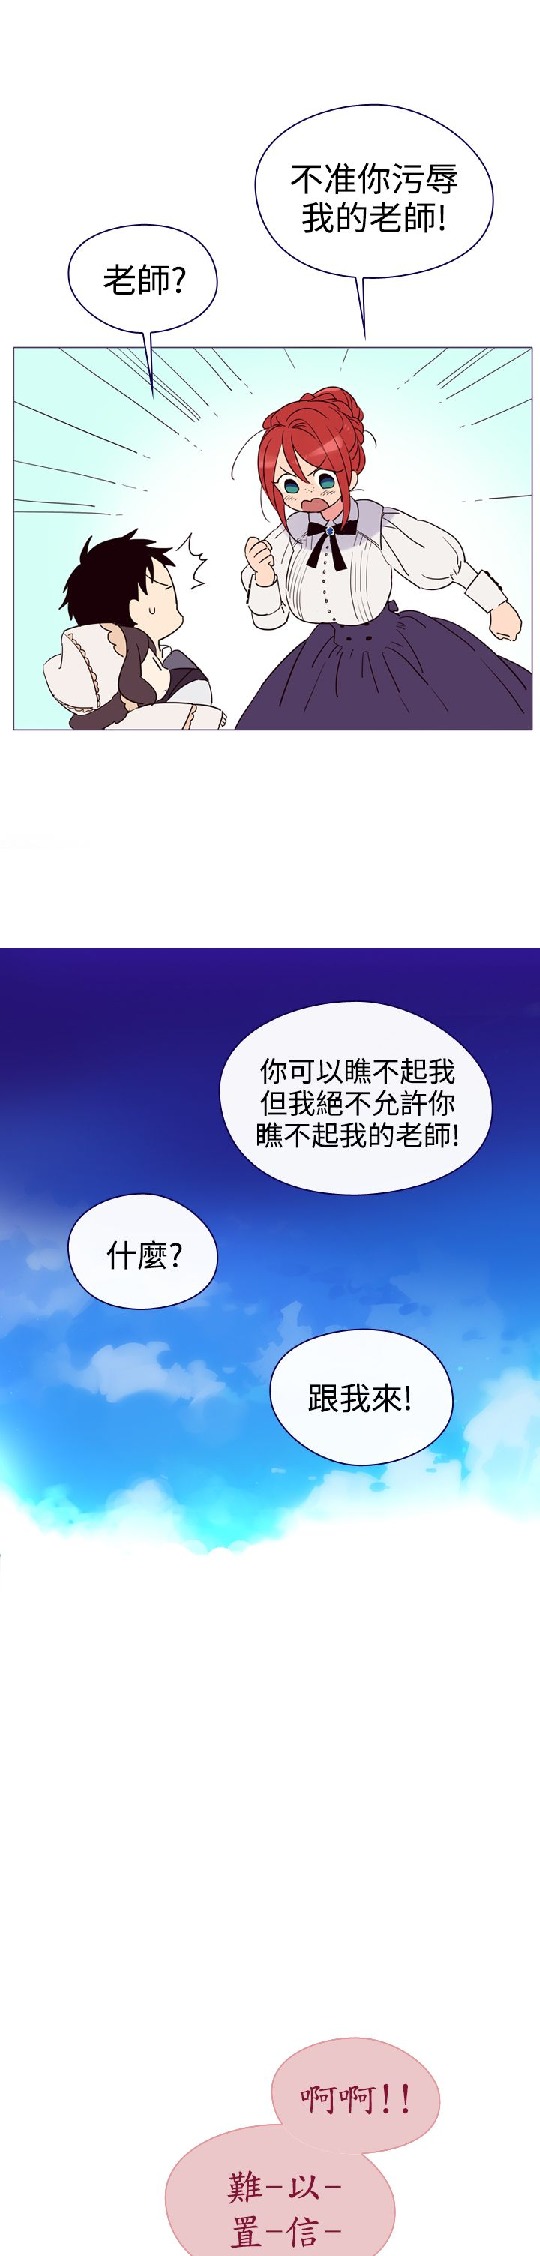 不准你污辱
我的老師!
老師?
你可以瞧不起我
但我絕不允許你
瞧不起我的老師!
什麼?
跟我來!
啊啊!!
難-以-
置-信-